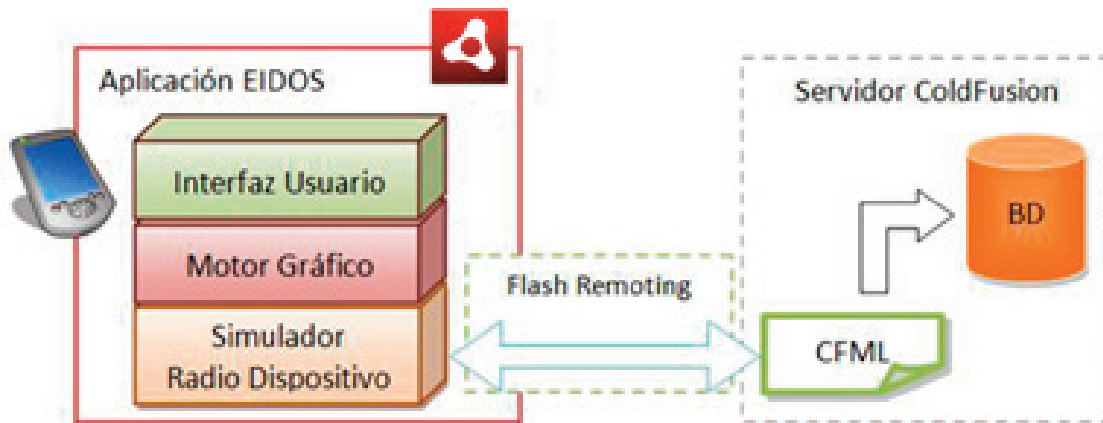 Aplicación EIDOS
Interfaz Usuario
Motor Gráfico
Simulador
Radio Dispositivo
Flash Remoting
Servidor ColdFusion
BD
CFML